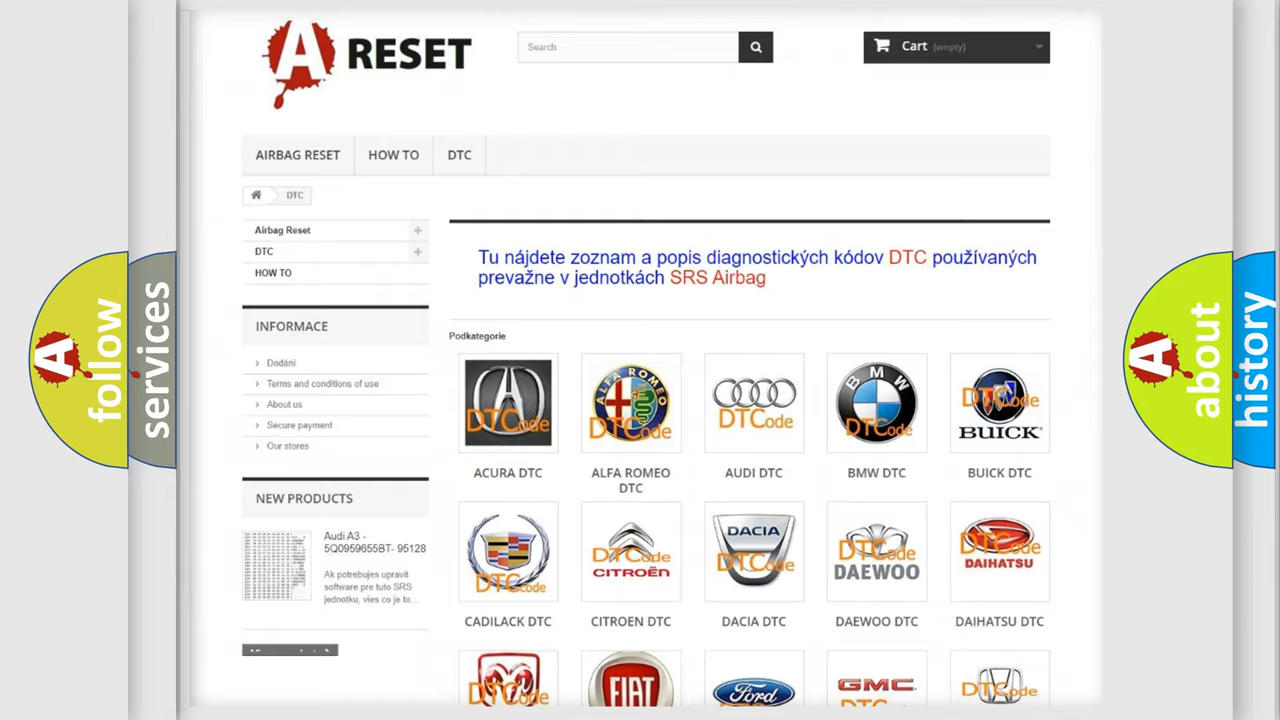 A RESET
Search
Cart (empty)
AIRBAG RESET
HOW TO
DTC
DTC
Airbag Reset
DTC
HOW TO
INFORMACE
Dodání
Terms and conditions of use
About us
Secure payment
Our stores
NEW PRODUCTS
Audi A3 -
5Q0959655BT- 95128
Ak potrebujes upravit
software pre tuto SRS
jednotku, vies co je to...
Tu nájdete zoznam a popis diagnostických kódov DTC používaných
prevažne v jednotkách SRS Airbag
Podkategorie
DTCode
ALFA ROMEO
DTCode
DTCode
BMW
DTCode
DTCode
BUICK
ACURA DTC
ALFA ROMEO
DTC
AUDI DTC
BMW DTC
BUICK DTC
DTCode
DTCode
CITROËN
DACIA
DTCode
DTCode
DAEWOO
DTCode
DAIHATSU
CADILACK DTC
CITROEN DTC
DACIA DTC
DAEWOO DTC
DAIHATSU DTC
DTCode
FIAT
Ford
GMC
DTCode
A follow
services
A about
history